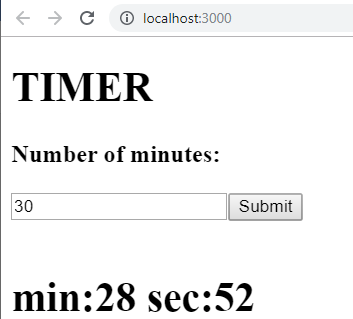 localhost:3000
TIMER
Number of minutes:
30 Submit
min:28 sec:52